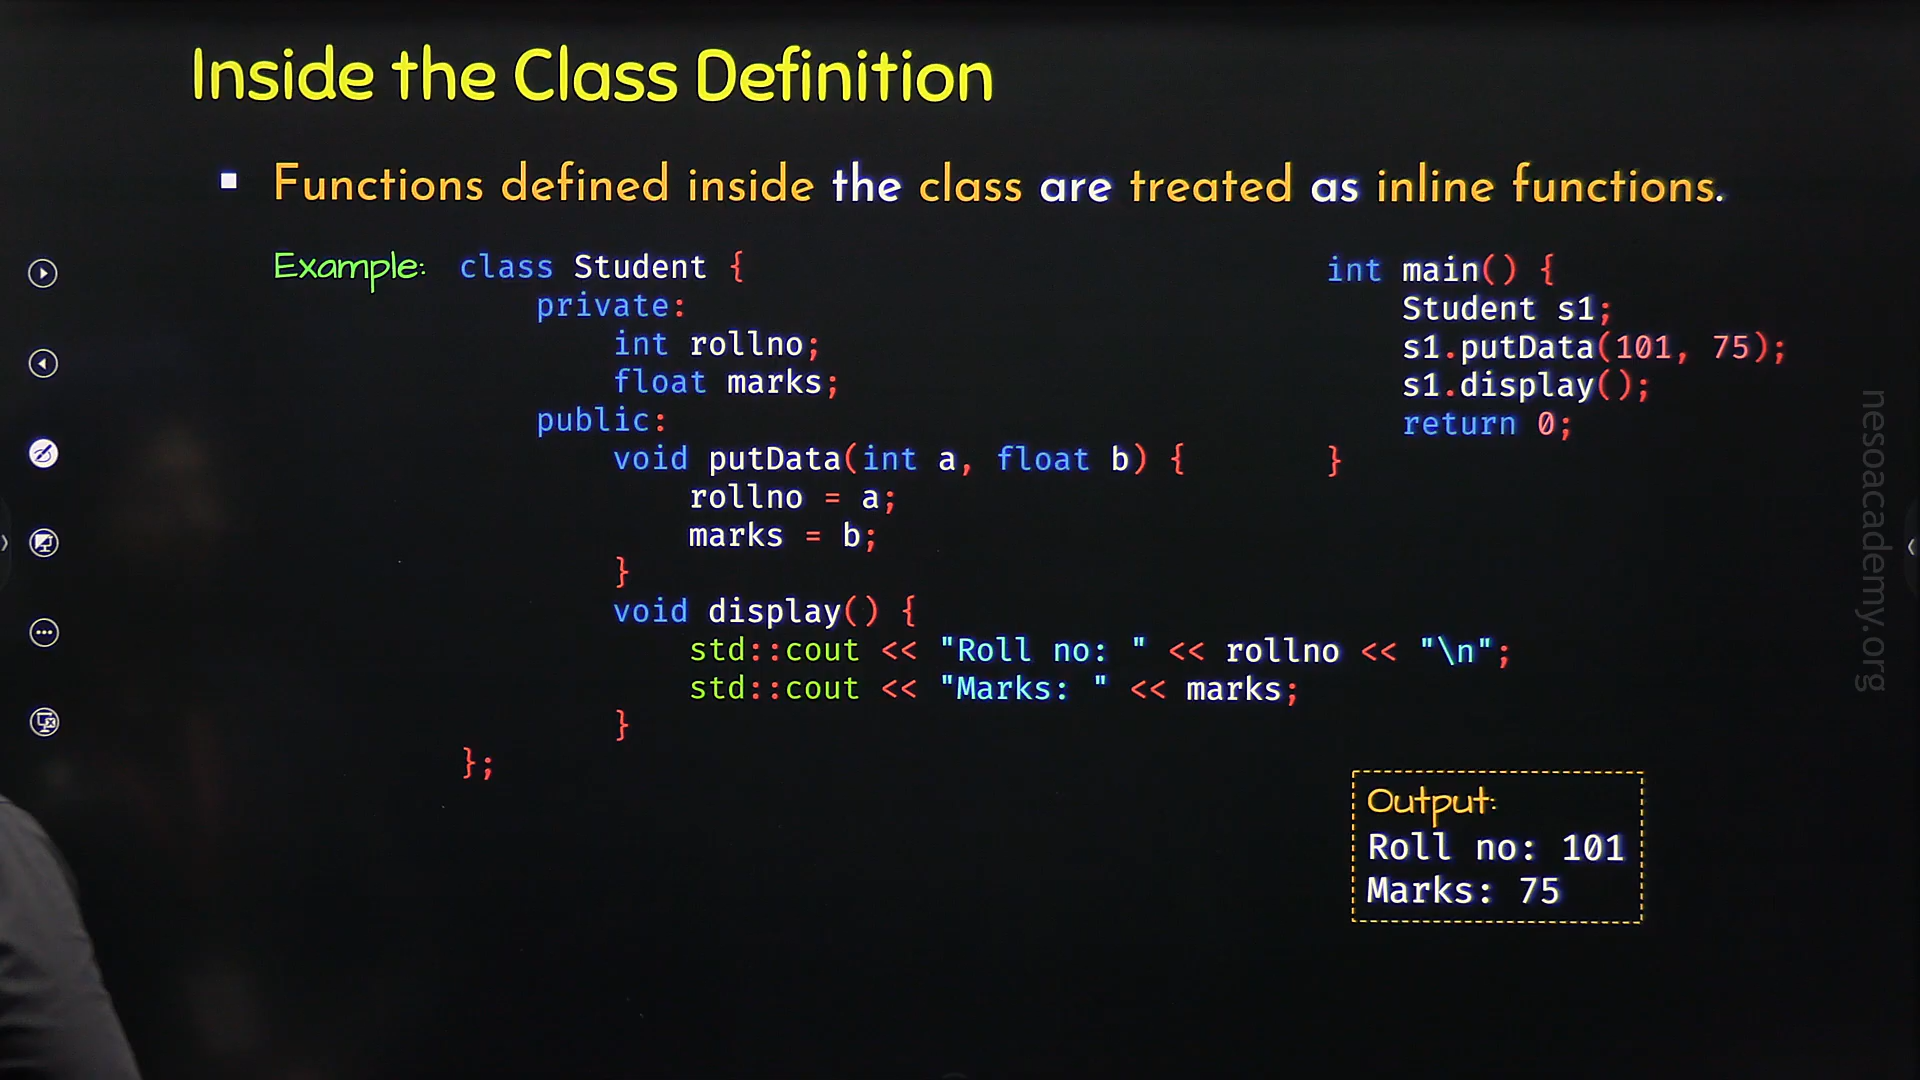 Inside the Class Definition
▪ Functions defined inside the class are treated as inline functions.
Example: class Student {
private:
int rollno;
float marks;
public:
void putData(int a, float b) {
rollno = a;
marks = b;
}
void display() {
std::cout << "Roll no: " << rollno << "\n";
std::cout << "Marks: " << marks;
}
};
int main() {
Student s1;
s1.putData(101, 75);
s1.display();
return 0;
}
Output:
Roll no: 101
Marks: 75
nesoacademy.org